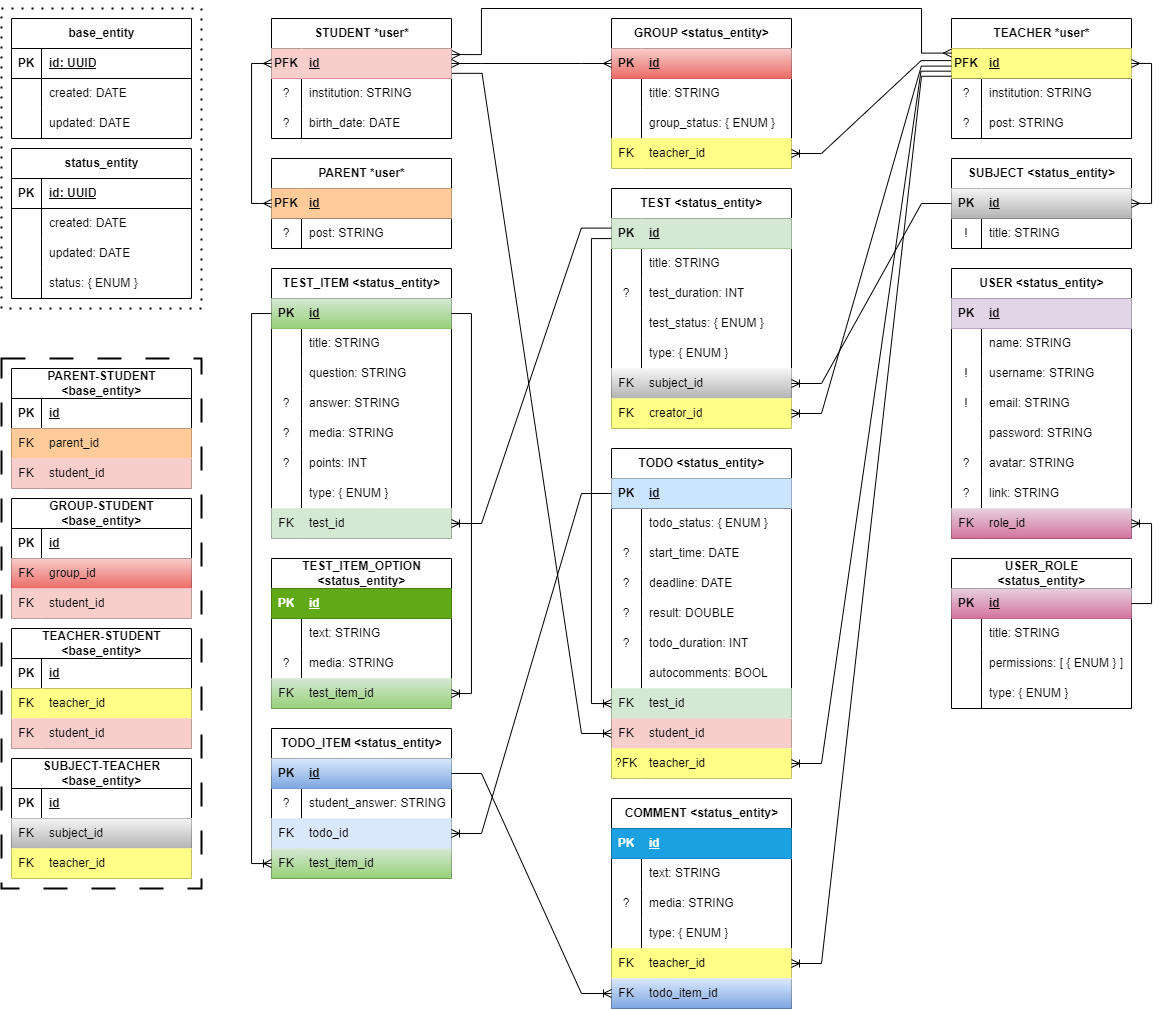 base_entity
PK id: UUID
created: DATE
updated: DATE
status_entity
PK id: UUID
created: DATE
updated: DATE
status: { ENUM }
PARENT-STUDENT
<base_entity>
PK id
FK parent_id
FK student_id
GROUP-STUDENT
<base_entity>
PK id
FK group_id
FK student_id
TEACHER-STUDENT
<base_entity>
PK id
FK teacher_id
FK student_id
SUBJECT-TEACHER
<base_entity>
PK id
FK subject_id
FK teacher_id
STUDENT *user*
PFK id
? institution: STRING
? birth_date: DATE
PARENT *user*
PFK id
? post: STRING
TEST_ITEM <status_entity>
PK id
title: STRING
question: STRING
? answer: STRING
? media: STRING
? points: INT
type: { ENUM }
FK test_id
TEST_ITEM_OPTION
<status_entity>
PK id
text: STRING
? media: STRING
FK test_item_id
TODO_ITEM <status_entity>
PK id
? student_answer: STRING
FK todo_id
FK test_item_id
GROUP <status_entity>
PK id
title: STRING
group_status: { ENUM }
FK teacher_id
TEST <status_entity>
PK id
title: STRING
? test_duration: INT
test_status: { ENUM }
type: { ENUM }
FK subject_id
FK creator_id
TODO <status_entity>
PK id
todo_status: { ENUM }
? start_time: DATE
? deadline: DATE
? result: DOUBLE
? todo_duration: INT
autocomments: BOOL
FK test_id
FK student_id
?FK teacher_id
COMMENT <status_entity>
PK id
text: STRING
? media: STRING
type: { ENUM }
FK teacher_id
FK todo_item_id
TEACHER *user*
PFK id
? institution: STRING
? post: STRING
SUBJECT <status_entity>
PK id
! title: STRING
USER <status_entity>
PK id
name: STRING
! username: STRING
! email: STRING
password: STRING
? avatar: STRING
? link: STRING
FK role_id
USER_ROLE
<status_entity>
PK id
title: STRING
permissions: [ { ENUM } ]
type: { ENUM }